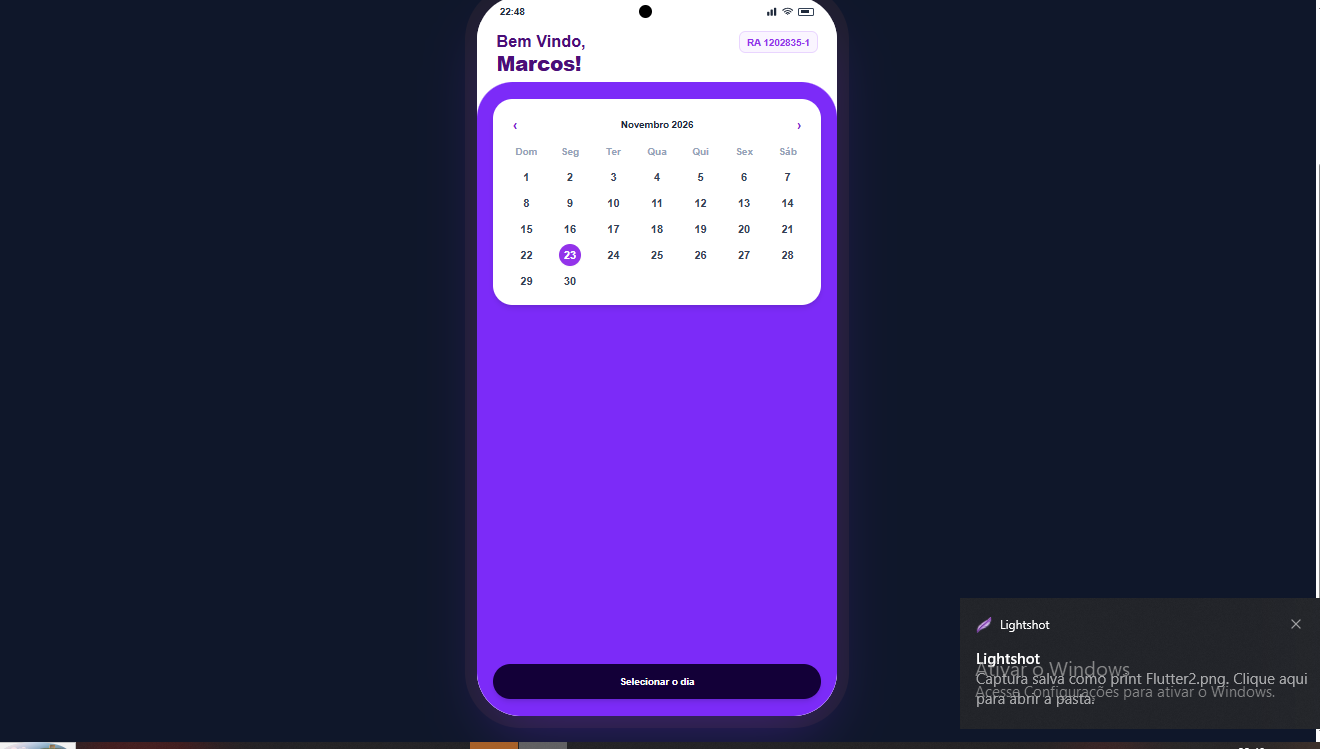 22:48
Bem Vindo,
Marcos!
RA 1202835-1
‹ Novembro 2026 ›
Dom Seg Ter Qua Qui Sex Sáb
1 2 3 4 5 6 7
8 9 10 11 12 13 14
15 16 17 18 19 20 21
22 23 24 25 26 27 28
29 30
Selecionar o dia
Lightshot
Lightshot
Ativar o Windows
Captura salva como print Flutter2.png. Clique aqui
Acesse Configurações para ativar o Windows.
para abrir a pasta.